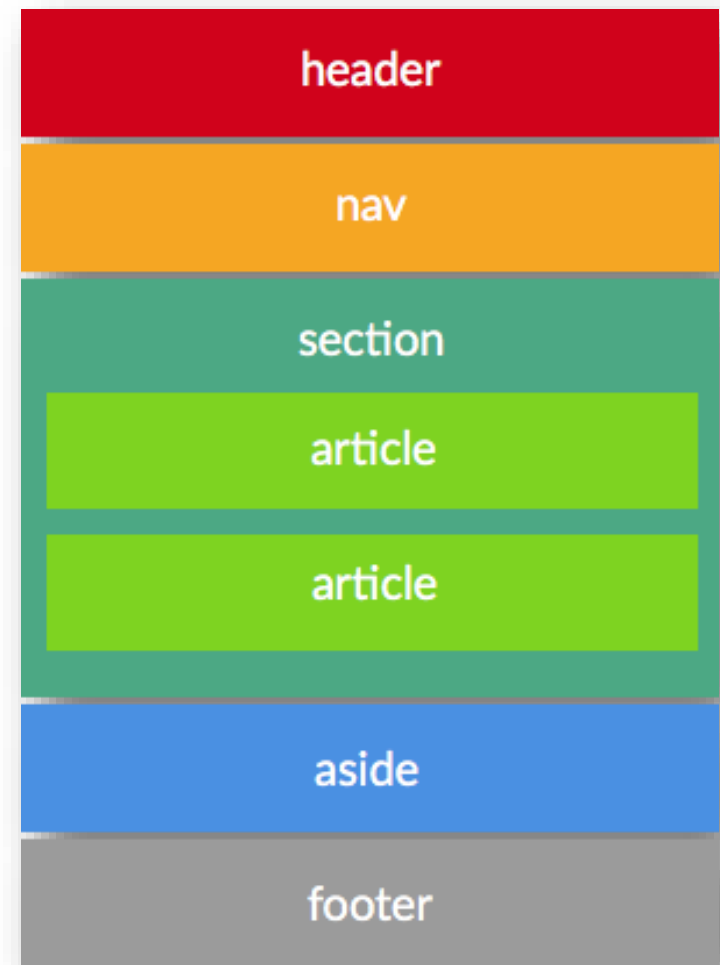 header
nav
section
article
article
aside
footer